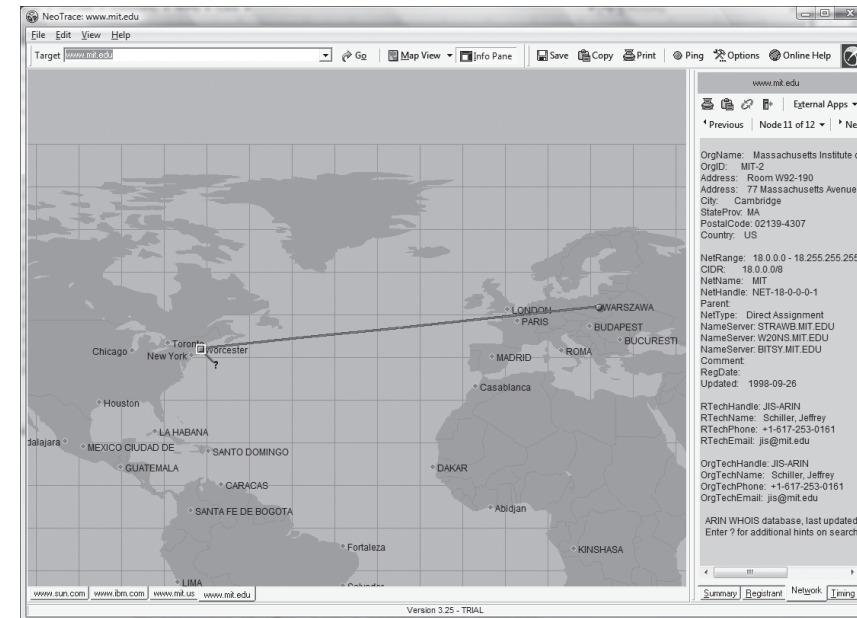 NeoTrace: www.mit.edu
File Edit View Help
Target www.mit.edu Go Map View Info Pane Save Copy Print Ping Options Online Help
www.mit.edu
External Apps
Previous Node 11 of 12 Ne
OrgName: Massachusetts Institute o
OrgID: MIT-2
Address: Room W92-190
Address: 77 Massachusetts Avenue
City: Cambridge
StateProv: MA
PostalCode: 02139-4307
Country: US
NetRange: 18.0.0.0 - 18.255.255.255
CIDR: 18.0.0.0/8
NetName: MIT
NetHandle: NET-18-0-0-0-1
Parent:
NetType: Direct Assignment
NameServer: STRAWB.MIT.EDU
NameServer: W20NS.MIT.EDU
NameServer: BITSY.MIT.EDU
Comment:
RegDate:
Updated: 1998-09-26
RTechHandle: JIS-ARIN
RTechName: Schiller, Jeffrey
RTechPhone: +1-617-253-0161
RTechEmail: jis@mit.edu
OrgTechHandle: JIS-ARIN
OrgTechName: Schiller, Jeffrey
OrgTechPhone: +1-617-253-0161
OrgTechEmail: jis@mit.edu
ARIN WHOIS database, last updated
Enter ? for additional hints on search
Summary Registrant Network Timing
LONDON
WARSZAWA
PARIS
BUDAPEST
BUCURESTI
Toronto
Worcester
Chicago
New York
?
MADRID
ROMA
Casablanca
Houston
LA HABANA
dalajara
MEXICO CIUDAD DE
SANTO DOMINGO
GUATEMALA
DAKAR
CARACAS
SANTA FE DE BOGOTA
Abidjan
Fortaleza
KINSHASA
LIMA
Salvador
www.sun.com www.ibm.com www.mit.us www.mit.edu
Version 3.25 - TRIAL